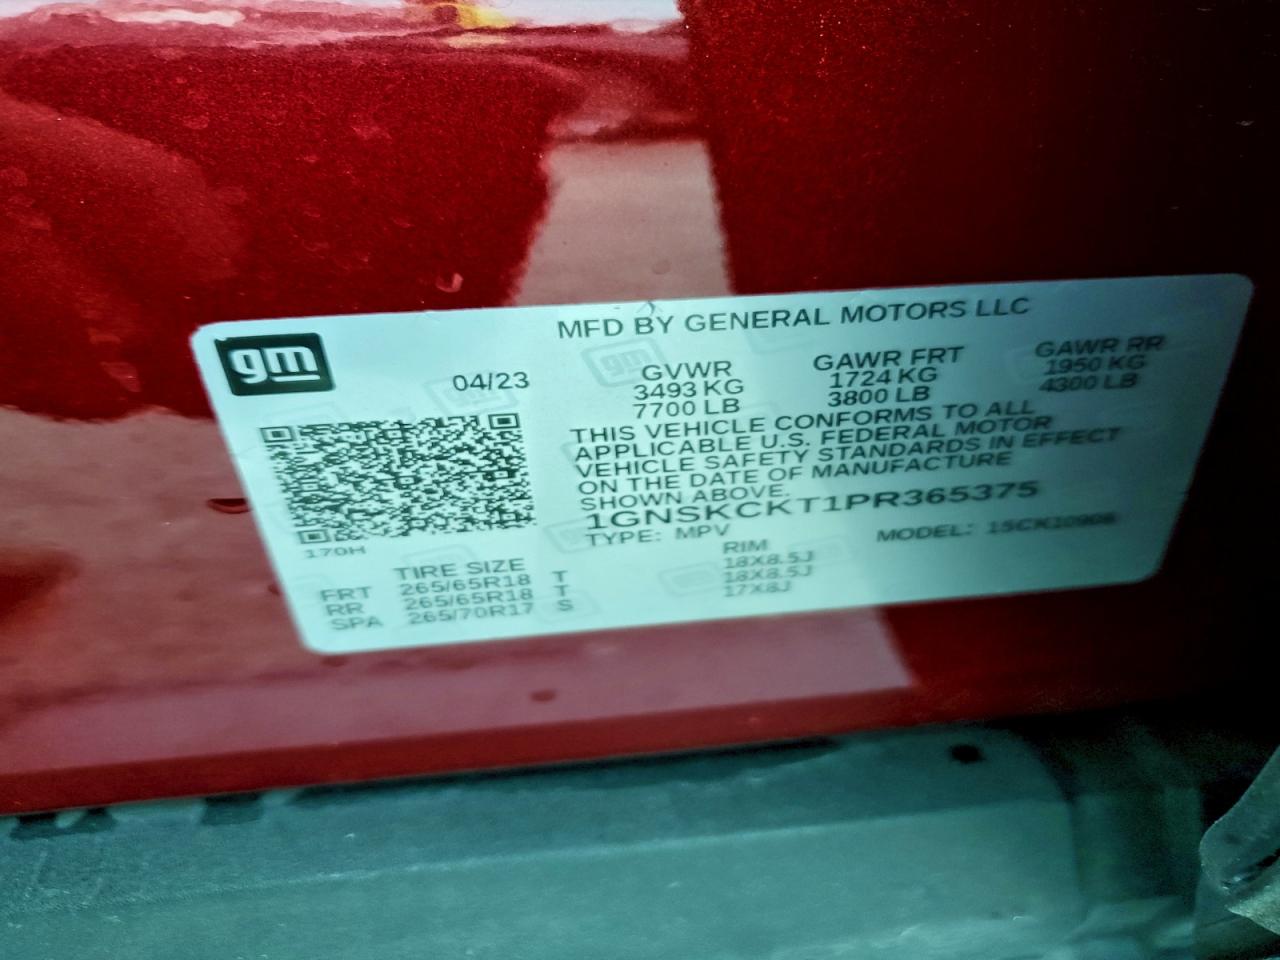 gm
MFD BY GENERAL MOTORS LLC
04/23
GVWR
3493 KG
7700 LB
GAWR FRT
1724 KG
3800 LB
GAWR RR
1950 KG
4300 LB
THIS VEHICLE CONFORMS TO ALL
APPLICABLE U.S. FEDERAL MOTOR
VEHICLE SAFETY STANDARDS IN EFFECT
ON THE DATE OF MANUFACTURE
SHOWN ABOVE.
1GNSKCKT1PR365375
TYPE: MPV MODEL: 15CK10906
170H
TIRE SIZE RIM
FRT 265/65R18 T 18X8.5J
RR 265/65R18 T 18X8.5J
SPA 265/70R17 S 17X8J